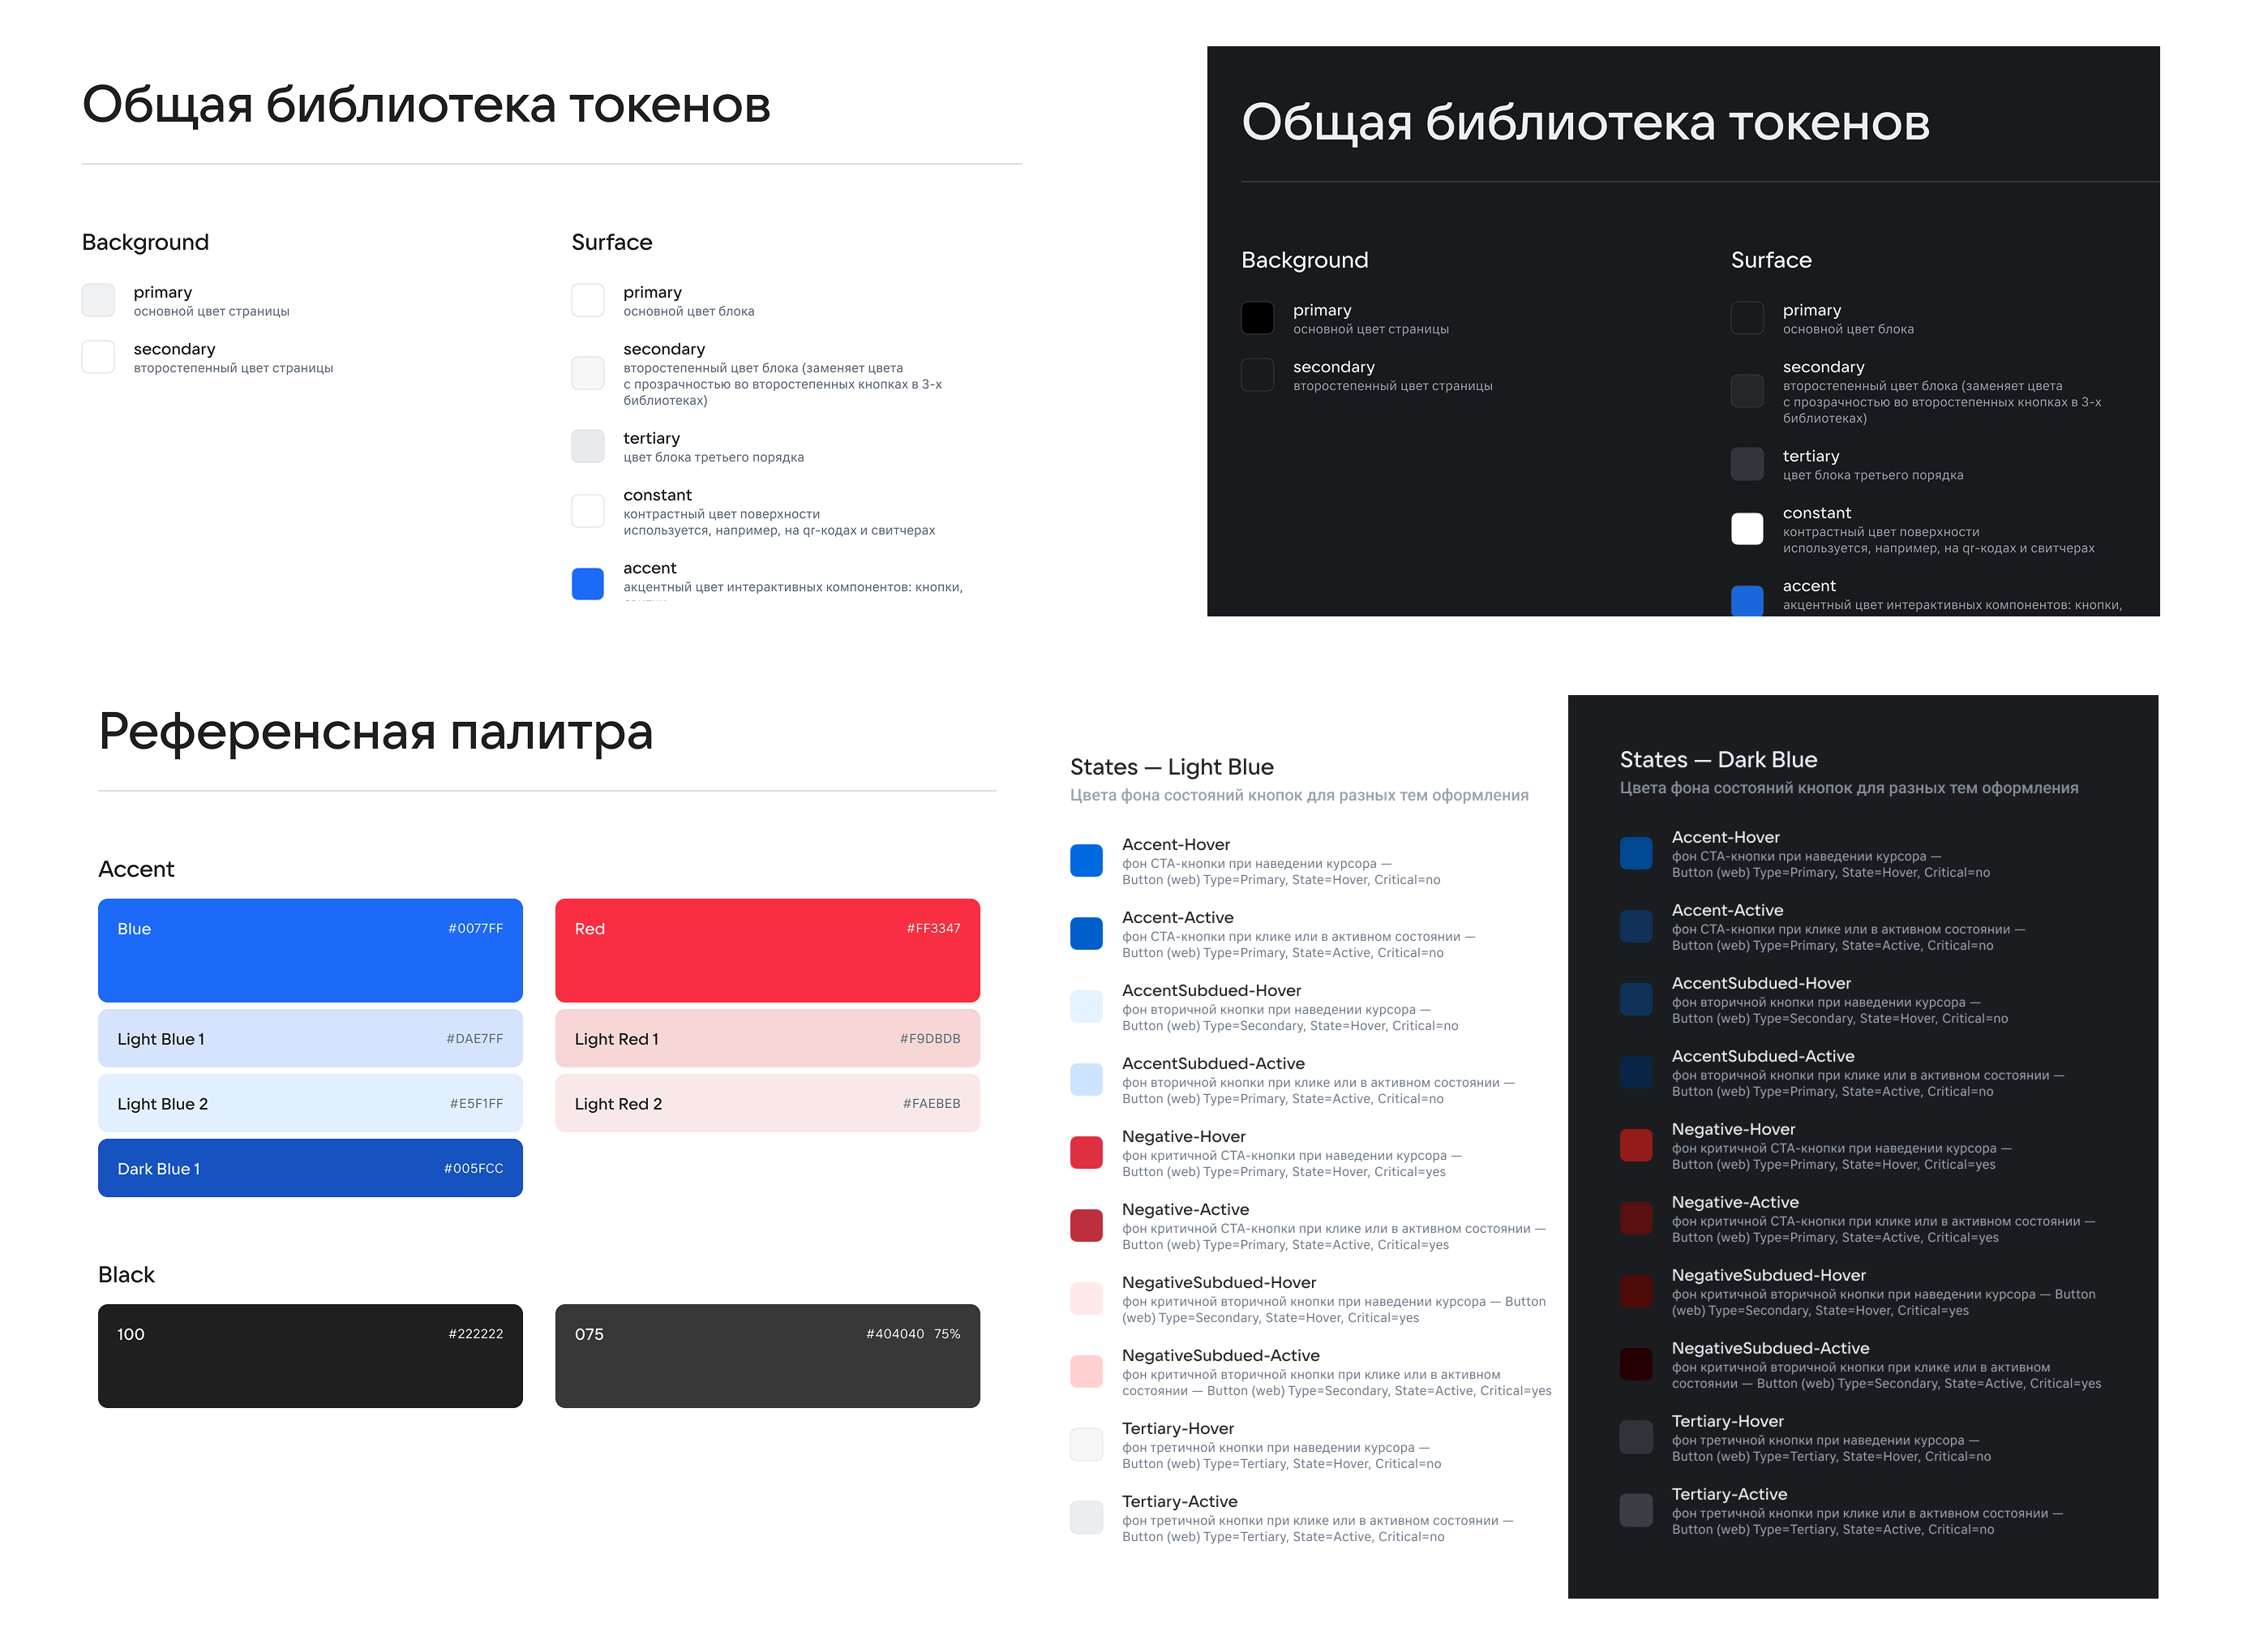 Общая библиотека токенов
Background
primary
основной цвет страницы
secondary
второстепенный цвет страницы
Surface
primary
основной цвет блока
secondary
второстепенный цвет блока (заменяет цвета
с прозрачностью во второстепенных кнопках в 3-х
библиотеках)
tertiary
цвет блока третьего порядка
constant
контрастный цвет поверхности
используется, например, на qr-кодах и свитчерах
accent
акцентный цвет интерактивных компонентов: кнопки,
Общая библиотека токенов
Background
primary
основной цвет страницы
secondary
второстепенный цвет страницы
Surface
primary
основной цвет блока
secondary
второстепенный цвет блока (заменяет цвета
с прозрачностью во второстепенных кнопках в 3-х
библиотеках)
tertiary
цвет блока третьего порядка
constant
контрастный цвет поверхности
используется, например, на qr-кодах и свитчерах
accent
акцентный цвет интерактивных компонентов: кнопки,
Референсная палитра
Accent
Blue #0077FF
Light Blue 1 #DAE7FF
Light Blue 2 #E5F1FF
Dark Blue 1 #005FCC
Red #FF3347
Light Red 1 #F9DBDB
Light Red 2 #FAEBEB
Black
100 #222222
075 #404040 75%
States — Light Blue
Цвета фона состояний кнопок для разных тем оформления
Accent-Hover
фон CTA-кнопки при наведении курсора —
Button (web) Type=Primary, State=Hover, Critical=no
Accent-Active
фон CTA-кнопки при клике или в активном состоянии —
Button (web) Type=Primary, State=Active, Critical=no
AccentSubdued-Hover
фон вторичной кнопки при наведении курсора —
Button (web) Type=Secondary, State=Hover, Critical=no
AccentSubdued-Active
фон вторичной кнопки при клике или в активном состоянии —
Button (web) Type=Primary, State=Active, Critical=no
Negative-Hover
фон критичной CTA-кнопки при наведении курсора —
Button (web) Type=Primary, State=Hover, Critical=yes
Negative-Active
фон критичной CTA-кнопки при клике или в активном состоянии —
Button (web) Type=Primary, State=Active, Critical=yes
NegativeSubdued-Hover
фон критичной вторичной кнопки при наведении курсора — Button
(web) Type=Secondary, State=Hover, Critical=yes
NegativeSubdued-Active
фон критичной вторичной кнопки при клике или в активном
состоянии — Button (web) Type=Secondary, State=Active, Critical=yes
Tertiary-Hover
фон третичной кнопки при наведении курсора —
Button (web) Type=Tertiary, State=Hover, Critical=no
Tertiary-Active
фон третичной кнопки при клике или в активном состоянии —
Button (web) Type=Tertiary, State=Active, Critical=no
States — Dark Blue
Цвета фона состояний кнопок для разных тем оформления
Accent-Hover
фон CTA-кнопки при наведении курсора —
Button (web) Type=Primary, State=Hover, Critical=no
Accent-Active
фон CTA-кнопки при клике или в активном состоянии —
Button (web) Type=Primary, State=Active, Critical=no
AccentSubdued-Hover
фон вторичной кнопки при наведении курсора —
Button (web) Type=Secondary, State=Hover, Critical=no
AccentSubdued-Active
фон вторичной кнопки при клике или в активном состоянии —
Button (web) Type=Primary, State=Active, Critical=no
Negative-Hover
фон критичной CTA-кнопки при наведении курсора —
Button (web) Type=Primary, State=Hover, Critical=yes
Negative-Active
фон критичной CTA-кнопки при клике или в активном состоянии —
Button (web) Type=Primary, State=Active, Critical=yes
NegativeSubdued-Hover
фон критичной вторичной кнопки при наведении курсора — Button
(web) Type=Secondary, State=Hover, Critical=yes
NegativeSubdued-Active
фон критичной вторичной кнопки при клике или в активном
состоянии — Button (web) Type=Secondary, State=Active, Critical=yes
Tertiary-Hover
фон третичной кнопки при наведении курсора —
Button (web) Type=Tertiary, State=Hover, Critical=no
Tertiary-Active
фон третичной кнопки при клике или в активном состоянии —
Button (web) Type=Tertiary, State=Active, Critical=no